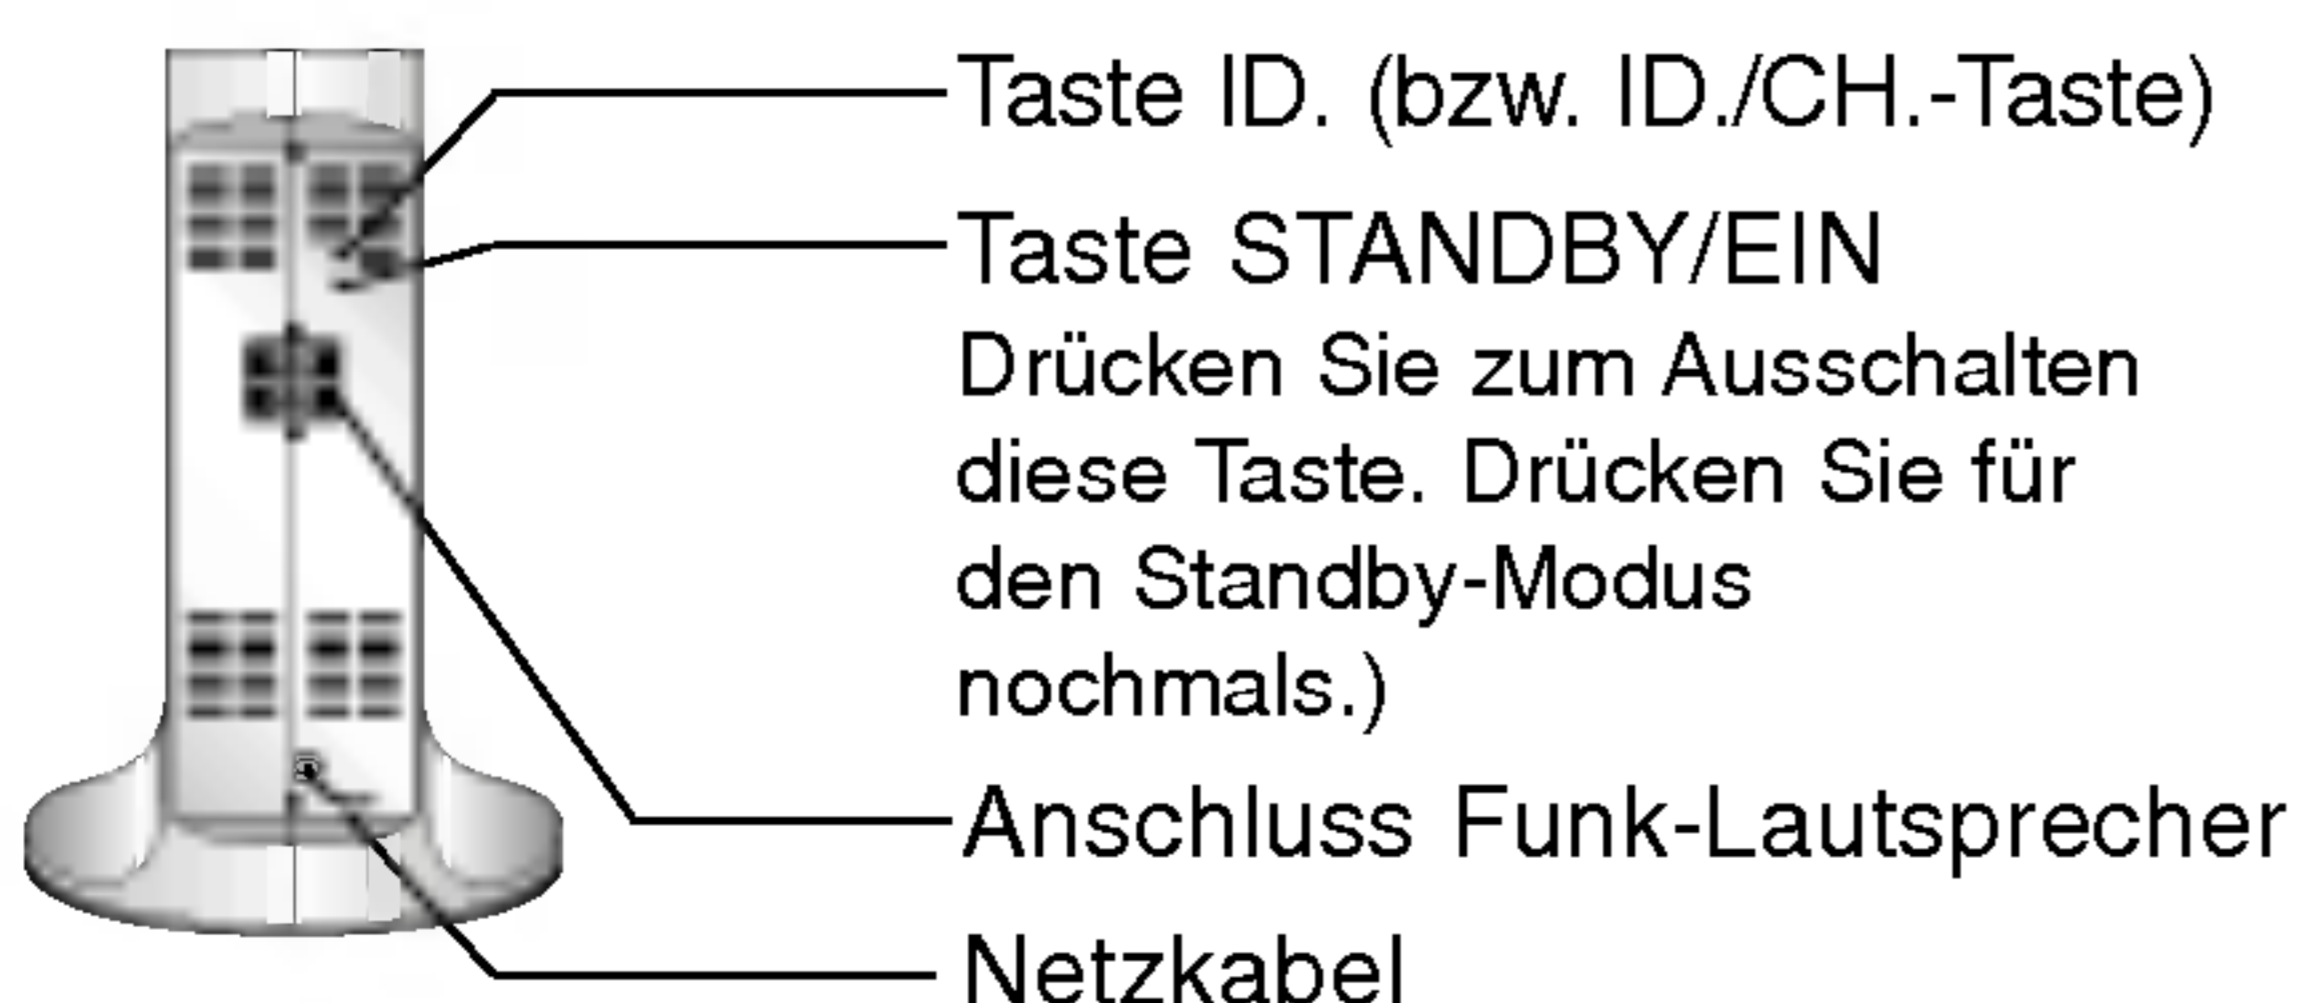 Taste ID. (bzw. ID./CH.-Taste)
Taste STANDBY/EIN
Drücken Sie zum Ausschalten
diese Taste. Drücken Sie für
den Standby-Modus
nochmals.)
Anschluss Funk-Lautsprecher
Netzkabel